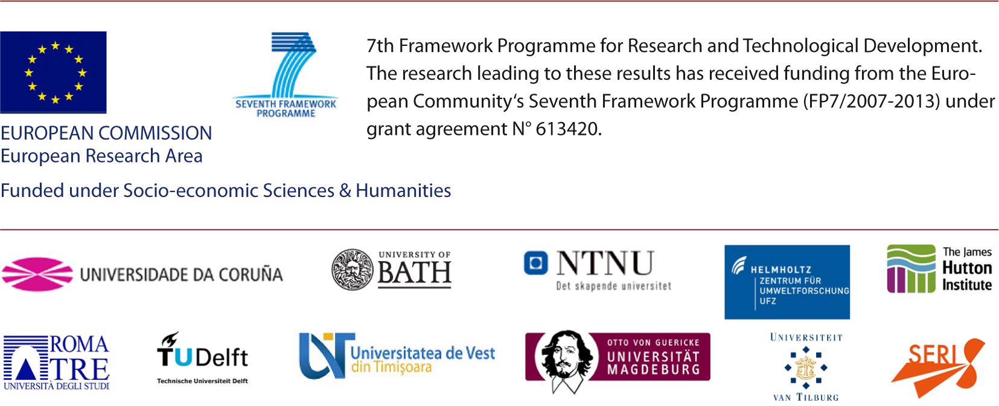 7th Framework Programme for Research and Technological Development.
The research leading to these results has received funding from the Euro-
pean Community‘s Seventh Framework Programme (FP7/2007-2013) under
grant agreement N° 613420.
SEVENTH FRAMEWORK
PROGRAMME
EUROPEAN COMMISSION
European Research Area
Funded under Socio-economic Sciences & Humanities
UNIVERSIDADE DA CORUÑA
UNIVERSITY OF
BATH
NTNU
Det skapende universitet
HELMHOLTZ
ZENTRUM FÜR
UMWELTFORSCHUNG
UFZ
The James
Hutton
Institute
ROMA
TRE
UNIVERSITÀ DEGLI STUDI
TU Delft
Technische Universiteit Delft
UVT
Universitatea de Vest
din Timişoara
OTTO VON GUERICKE
UNIVERSITÄT
MAGDEBURG
UNIVERSITEIT
VAN TILBURG
SERI